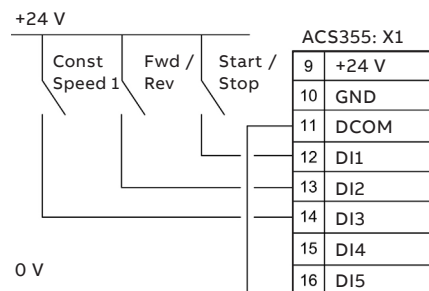 +24 V
ACS355: X1
Const Speed 1
Fwd / Rev
Start / Stop
9 +24 V
10 GND
11 DCOM
12 DI1
13 DI2
14 DI3
15 DI4
16 DI5
0 V